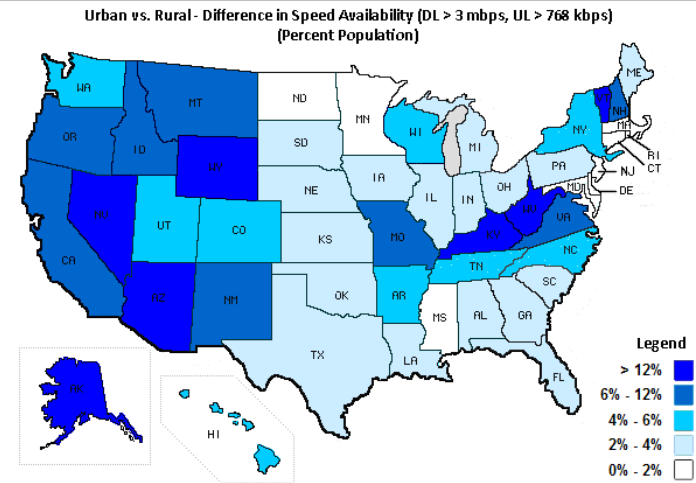 Urban vs. Rural - Difference in Speed Availability (DL > 3 mbps, UL > 768 kbps)
(Percent Population)
WA
MT
ND
MN
ME
OR
ID
WY
SD
WI
MI
NY
VT
NH
MA
RI
CT
NV
UT
CO
NE
IA
IL
IN
OH
PA
NJ
MD
DE
CA
AZ
NM
KS
MO
KY
WV
VA
OK
AR
TN
NC
TX
LA
MS
AL
GA
SC
FL
AK
HI
Legend
> 12%
6% - 12%
4% - 6%
2% - 4%
0% - 2%